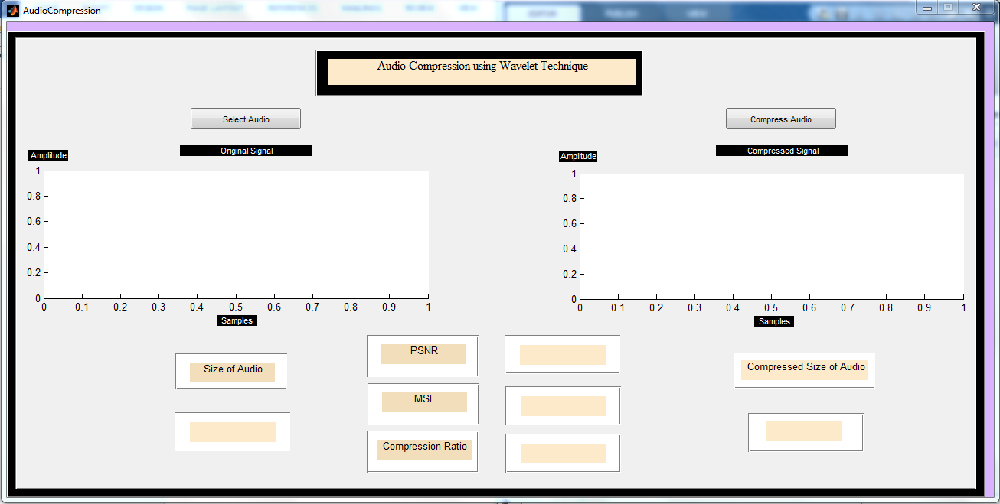 AudioCompression
Audio Compression using Wavelet Technique
Select Audio
Compress Audio
Original Signal
Compressed Signal
Amplitude
1
0.8
0.6
0.4
0.2
0
0 0.1 0.2 0.3 0.4 0.5 0.6 0.7 0.8 0.9 1
Samples
Amplitude
1
0.8
0.6
0.4
0.2
0
0 0.1 0.2 0.3 0.4 0.5 0.6 0.7 0.8 0.9 1
Samples
Size of Audio
PSNR
MSE
Compression Ratio
Compressed Size of Audio